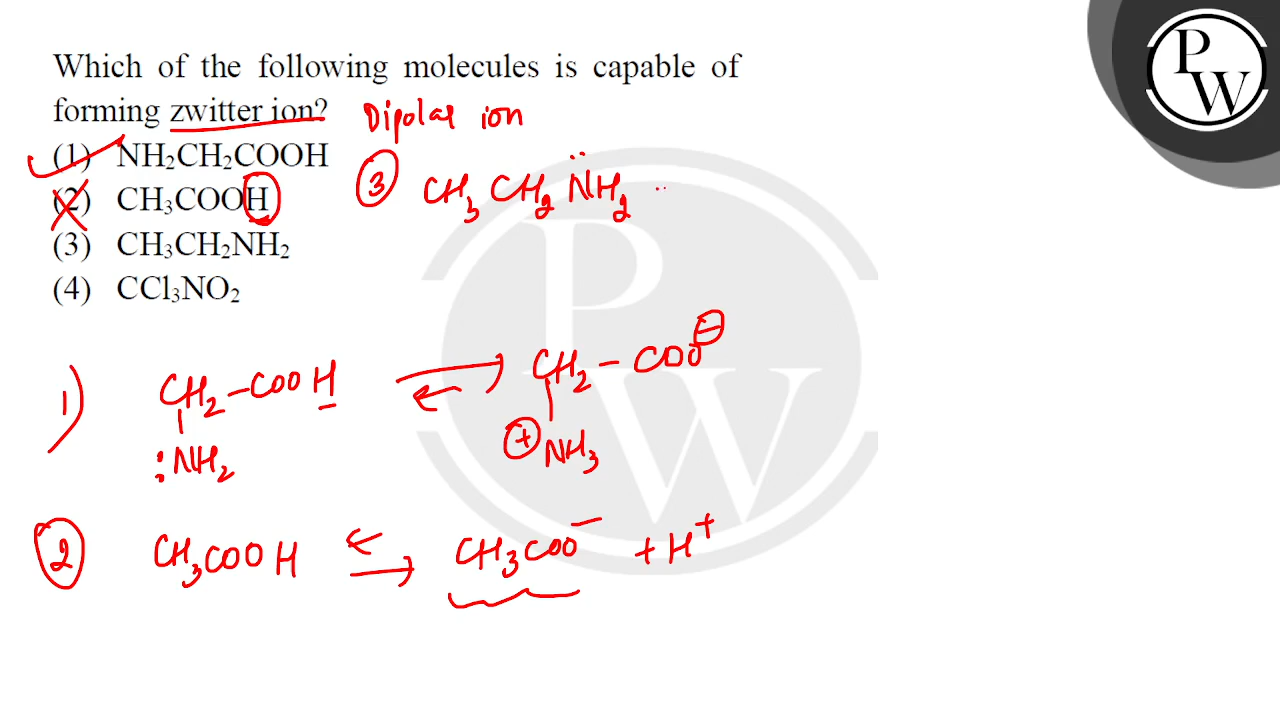 Which of the following molecules is capable of
forming zwitter ion?
Dipolar ion
(1) NH₂CH₂COOH
(2) CH₃COOH
(3) CH₃CH₂NH₂
(4) CCl₃NO₂
③ CH₃ CH₂ N̈H₂ ..
1) CH₂-COOH ⇌ CH₂-COO⊖
:NH₂ ⊕NH₃
② CH₃COOH ⇌ CH₃COO⁻ + H⁺
P
W
P
W